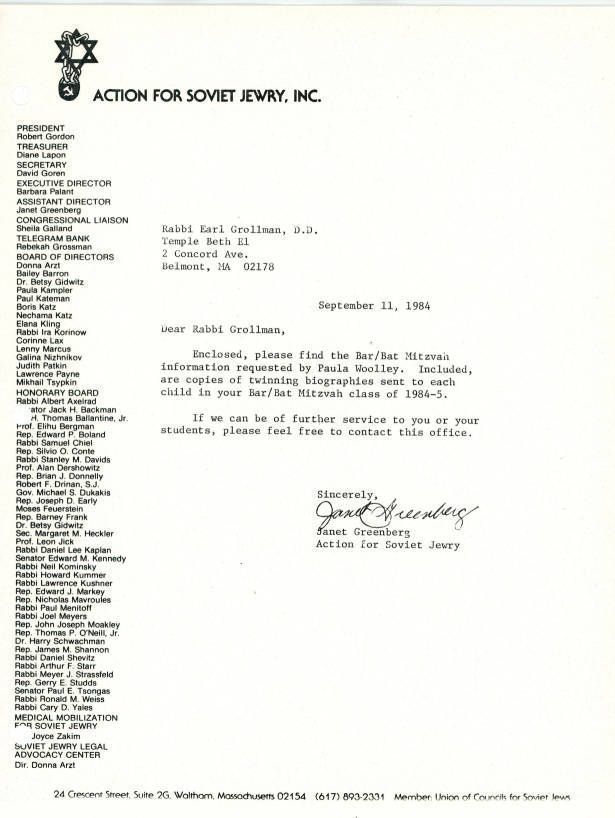 ACTION FOR SOVIET JEWRY, INC.
PRESIDENT
Robert Gordon
TREASURER
Diane Lapon
SECRETARY
David Goren
EXECUTIVE DIRECTOR
Barbara Palant
ASSISTANT DIRECTOR
Janet Greenberg
CONGRESSIONAL LIAISON
Sheila Galland
TELEGRAM BANK
Rebekah Grossman
BOARD OF DIRECTORS
Donna Arzt
Bailey Barron
Dr. Betsy Gidwitz
Paula Kampler
Paul Kateman
Boris Katz
Nechama Katz
Elana Kling
Rabbi Ira Korinow
Corinne Lax
Lenny Marcus
Galina Nizhnikov
Judith Patkin
Lawrence Payne
Mikhail Tsypkin
HONORARY BOARD
Rabbi Albert Axelrad
ator Jack H. Backman
H. Thomas Ballantine, Jr.
Prof. Elihu Bergman
Rep. Edward P. Boland
Rabbi Samuel Chiel
Rep. Silvio O. Conte
Rabbi Stanley M. Davids
Prof. Alan Dershowitz
Rep. Brian J. Donnelly
Robert F. Drinan, S.J.
Gov. Michael S. Dukakis
Rep. Joseph D. Early
Moses Feuerstein
Rep. Barney Frank
Dr. Betsy Gidwitz
Sec. Margaret M. Heckler
Prof. Leon Jick
Rabbi Daniel Lee Kaplan
Senator Edward M. Kennedy
Rabbi Neil Kominsky
Rabbi Howard Kummer
Rabbi Lawrence Kushner
Rep. Edward J. Markey
Rep. Nicholas Mavroules
Rabbi Paul Menitoff
Rabbi Joel Meyers
Rep. John Joseph Moakley
Rep. Thomas P. O'Neill, Jr.
Dr. Harry Schwachman
Rep. James M. Shannon
Rabbi Daniel Shevitz
Rabbi Arthur F. Starr
Rabbi Meyer J. Strassfeld
Rep. Gerry E. Studds
Senator Paul E. Tsongas
Rabbi Ronald M. Weiss
Rabbi Cary D. Yales
MEDICAL MOBILIZATION
FOR SOVIET JEWRY
Joyce Zakim
SOVIET JEWRY LEGAL
ADVOCACY CENTER
Dir. Donna Arzt
Rabbi Earl Grollman, D.D.
Temple Beth El
2 Concord Ave.
Belmont, MA 02178
September 11, 1984
Dear Rabbi Grollman,
Enclosed, please find the Bar/Bat Mitzvah
information requested by Paula Woolley. Included,
are copies of twinning biographies sent to each
child in your Bar/Bat Mitzvah class of 1984-5.
If we can be of further service to you or your
students, please feel free to contact this office.
Sincerely,
Janet Greenberg
Janet Greenberg
Action for Soviet Jewry
24 Crescent Street, Suite 2G, Waltham, Massachusetts 02154 (617) 893-2331 Member: Union of Councils for Soviet Jews